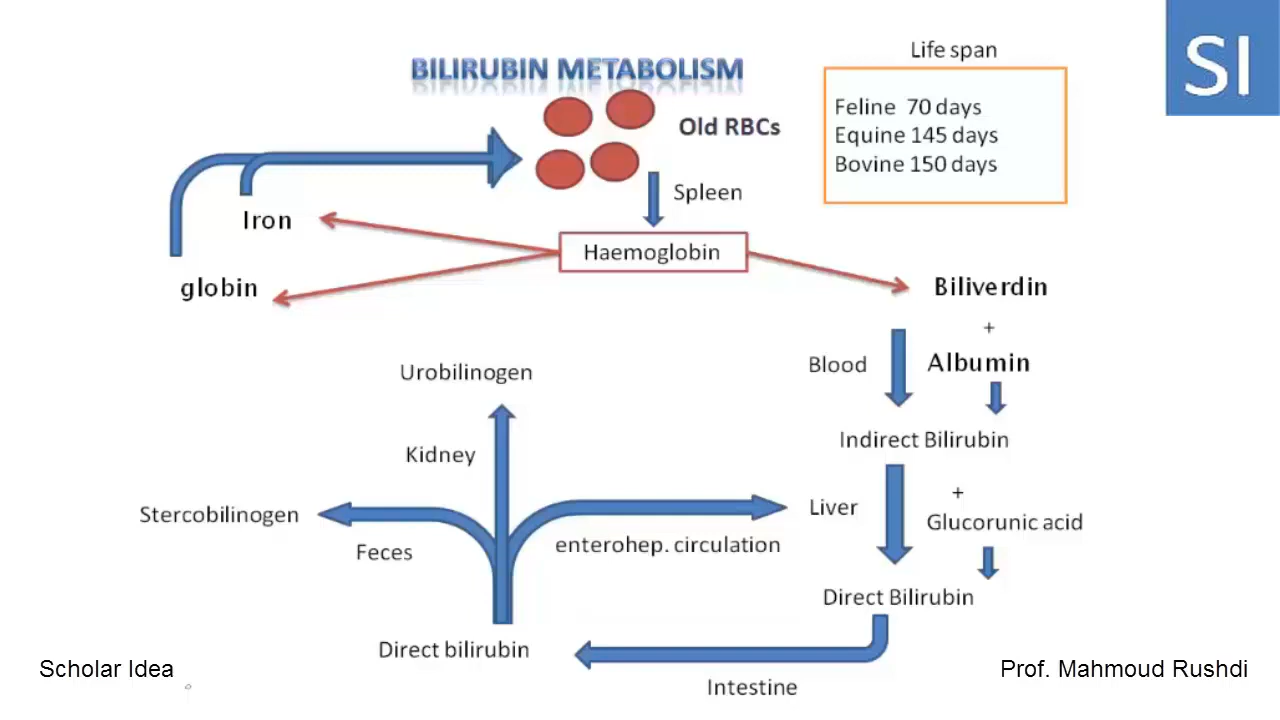 SI
Life span
BILIRUBIN METABOLISM
Feline 70 days
Equine 145 days
Bovine 150 days
Old RBCs
Spleen
Iron
Haemoglobin
globin
Biliverdin
+
Blood
Albumin
Urobilinogen
Indirect Bilirubin
Kidney
+
Liver
Glucorunic acid
Stercobilinogen
enterohep. circulation
Feces
Direct Bilirubin
Direct bilirubin
Intestine
Scholar Idea
Prof. Mahmoud Rushdi